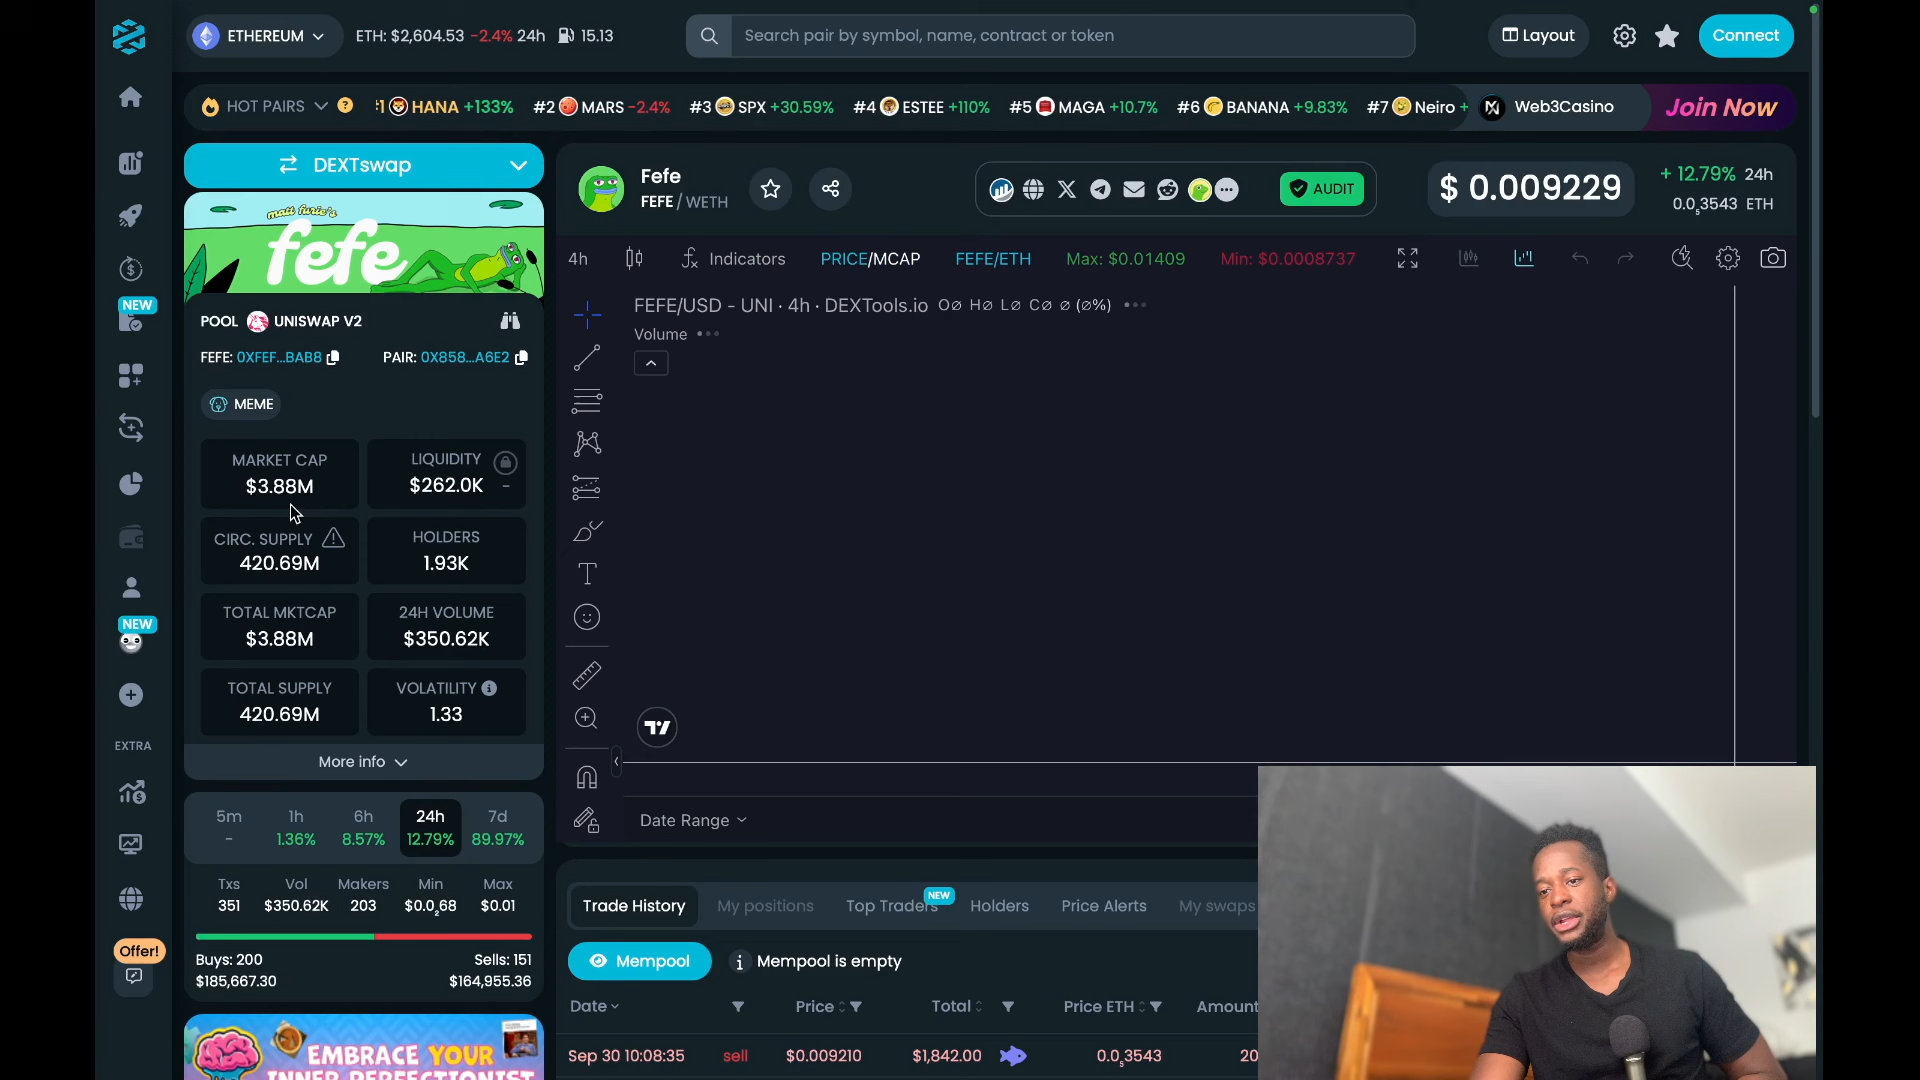 ETHEREUM
ETH: $2,604.53 -2.4% 24h 15.13
Search pair by symbol, name, contract or token
Layout
Connect
HOT PAIRS ? #1 HANA +133% #2 MARS -2.4% #3 SPX +30.59% #4 ESTEE +110% #5 MAGA +10.7% #6 BANANA +9.83% #7 Neiro + Web3Casino Join Now
DEXTswap
matt furie's
fefe
Fefe
FEFE / WETH
AUDIT
$ 0.009229
+ 12.79% 24h
0.0₅3543 ETH
4h Indicators PRICE/MCAP FEFE/ETH Max: $0.01409 Min: $0.0008737
FEFE/USD - UNI · 4h · DEXTools.io O∅ H∅ L∅ C∅ ∅ (∅%)
Volume
NEW
POOL UNISWAP V2
FEFE: 0XFEF...BAB8 PAIR: 0X858...A6E2
MEME
MARKET CAP
$3.88M
LIQUIDITY
$262.0K -
CIRC. SUPPLY
420.69M
HOLDERS
1.93K
TOTAL MKTCAP
$3.88M
24H VOLUME
$350.62K
TOTAL SUPPLY
420.69M
VOLATILITY
1.33
NEW
EXTRA
Offer!
More info
5m 1h 6h 24h 7d
- 1.36% 8.57% 12.79% 89.97%
Txs Vol Makers Min Max
351 $350.62K 203 $0.0₂68 $0.01
Buys: 200 Sells: 151
$185,667.30 $164,955.36
EMBRACE YOUR
INNER PERFECTIONIST
Date Range
Trade History My positions Top Traders NEW Holders Price Alerts My swaps
Mempool Mempool is empty
Date Price Total Price ETH Amount
Sep 30 10:08:35 sell $0.009210 $1,842.00 0.0₅3543 20